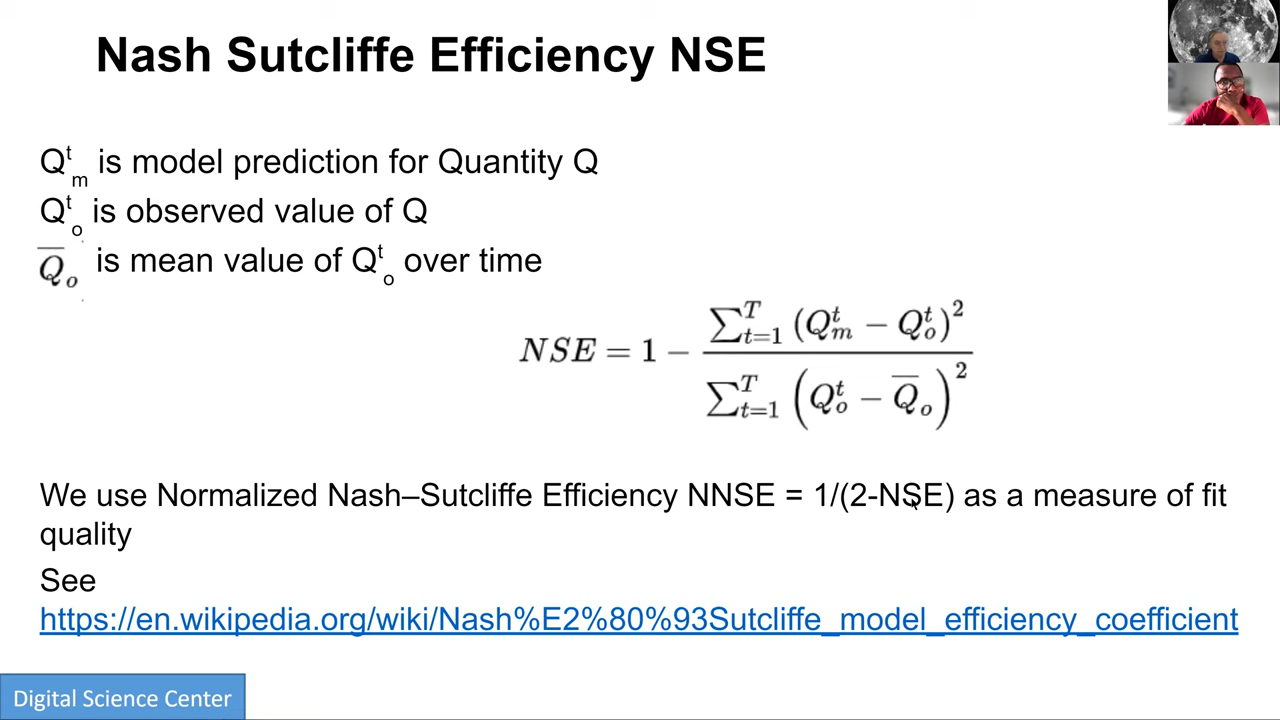 Nash Sutcliffe Efficiency NSE
Qᵗₘ is model prediction for Quantity Q
Qᵗₒ is observed value of Q
Q̅ₒ is mean value of Qᵗₒ over time
NSE = 1 − ∑ᵀₜ₌₁ (Qᵗₘ − Qᵗₒ)² / ∑ᵀₜ₌₁ (Qᵗₒ − Q̅ₒ)²
We use Normalized Nash–Sutcliffe Efficiency NNSE = 1/(2-NSE) as a measure of fit
quality
See
https://en.wikipedia.org/wiki/Nash%E2%80%93Sutcliffe_model_efficiency_coefficient
Digital Science Center